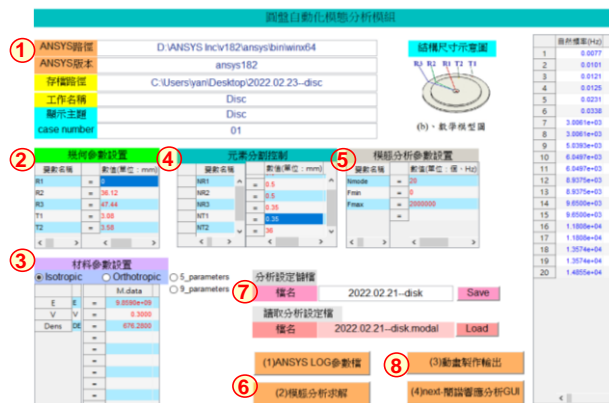 圓盤自動化模態分析模組
1
ANSYS路徑 D:\ANSYS Inc\v182\ansys\bin\winx64
ANSYS版本 ansys182
存檔路徑 C:\Users\yan\Desktop\2022.02.23--disc
工作名稱 Disc
顯示主題 Disc
case number 01
結構尺寸示意圖
R3 R2 R1 T2 T1
(b)、數學模型圖
2
幾何參數設置
變數名稱 數值(單位：mm)
R1 = 0
R2 = 36.12
R3 = 47.44
T1 = 3.08
T2 = 3.58
4
元素分割控制
變數名稱 數值(單位：mm)
NR1 = 0.5
NR2 = 0.5
NR3 = 0.35
NT1 = 0.35
NT2 = 36
5
模態分析參數設置
變數名稱 數值(單位：個、Hz)
Nmode = 20
Fmin = 0
Fmax = 2000000
=
3
材料參數設置
Isotropic Orthotropic 5_parameters
9_parameters
M.data
E E = 9.8590e+09
V V = 0.3000
Dens DE = 676.2800
=
=
=
=
=
分析設定儲檔
7
檔名 2022.02.21--disk Save
讀取分析設定檔
檔名 2022.02.21--disk.modal Load
(1)ANSYS LOG參數檔
6
(2)模態分析求解
8
(3)動畫製作輸出
(4)next-簡諧響應分析GUI
自然頻率(Hz)
1 0.0077
2 0.0101
3 0.0121
4 0.0125
5 0.0231
6 0.0338
7 3.0061e+03
8 3.0061e+03
9 5.0393e+03
10 6.0497e+03
11 6.0497e+03
12 8.9375e+03
13 8.9375e+03
14 9.6500e+03
15 9.6500e+03
16 1.1808e+04
17 1.1808e+04
18 1.3574e+04
19 1.3574e+04
20 1.4855e+04